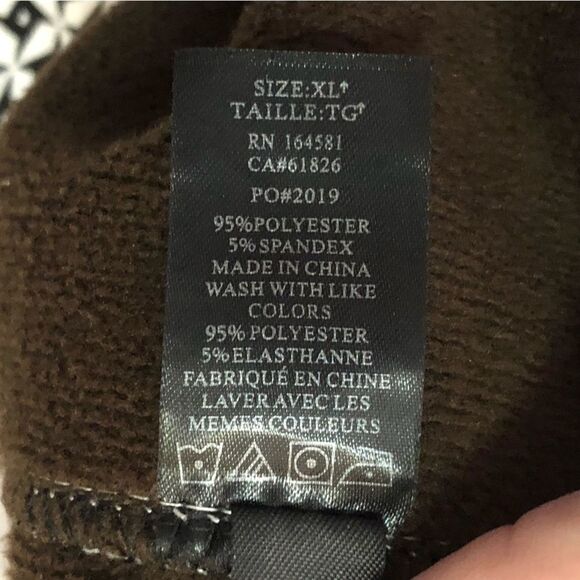 SIZE:XL↑
TAILLE:TG↑
RN 164581
CA#61826
PO#2019
95%POLYESTER
5% SPANDEX
MADE IN CHINA
WASH WITH LIKE
COLORS
95% POLYESTER
5%ELASTHANNE
FABRIQUÉ EN CHINE
LAVER AVEC LES
MEMES COULEURS